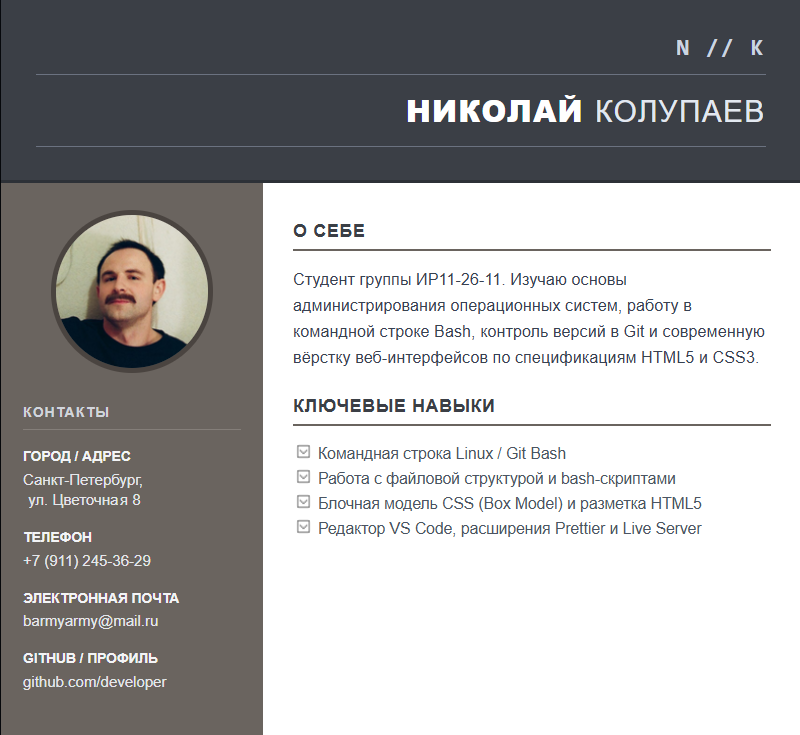 N // K
НИКОЛАЙ КОЛУПАЕВ
КОНТАКТЫ
ГОРОД / АДРЕС
Санкт-Петербург,
ул. Цветочная 8
ТЕЛЕФОН
+7 (911) 245-36-29
ЭЛЕКТРОННАЯ ПОЧТА
barmyarmy@mail.ru
GITHUB / ПРОФИЛЬ
github.com/developer
О СЕБЕ
Студент группы ИР11-26-11. Изучаю основы
администрирования операционных систем, работу в
командной строке Bash, контроль версий в Git и современную
вёрстку веб-интерфейсов по спецификациям HTML5 и CSS3.
КЛЮЧЕВЫЕ НАВЫКИ
Командная строка Linux / Git Bash
Работа с файловой структурой и bash-скриптами
Блочная модель CSS (Box Model) и разметка HTML5
Редактор VS Code, расширения Prettier и Live Server